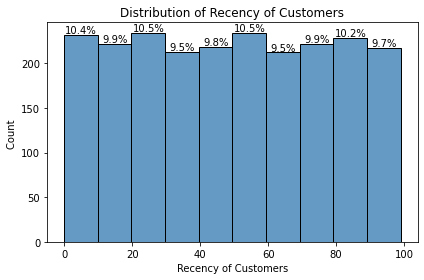 Distribution of Recency of Customers
10.4% 9.9% 10.5% 9.5% 9.8% 10.5% 9.5% 9.9% 10.2% 9.7%
200
150
100
50
0
Count
0 20 40 60 80 100
Recency of Customers